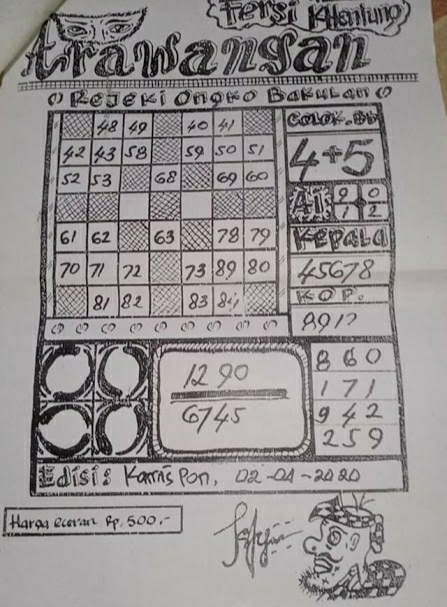 Fersi Kalentung
trawangan
Rejeki Ongko Bakulan
48 49 40 41
42 43 58 59 50 51
52 53 68 69 60
61 62 63 78 79
70 71 72 73 89 80
81 82 83 84
COLOK.BB
4+5
AI 9 0
1 2
KEPALA
45678
KOP.
8912
1290
6745
860
171
942
259
Edisi: Kamis Pon, 02-04-2020
Harga eceran Rp. 500,-